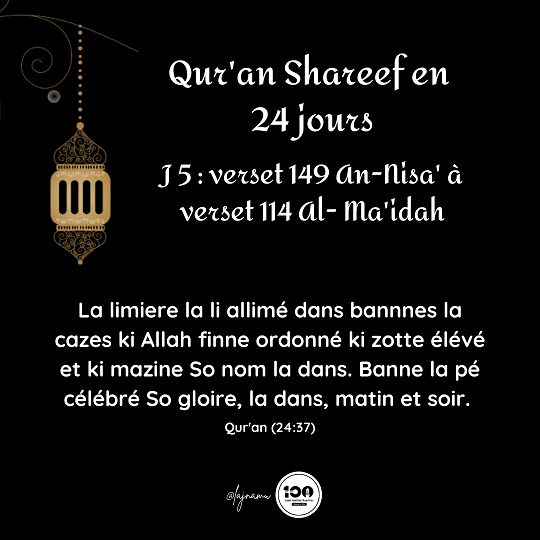 Qur'an Shareef en
24 jours
J 5 : verset 149 An-Nisa' à
verset 114 Al- Ma'idah
La limiere la li allimé dans bannnes la
cazes ki Allah finne ordonné ki zotte élévé
et ki mazine So nom la dans. Banne la pé
célébré So gloire, la dans, matin et soir.
Qur'an (24:37)
@lajnamu
100